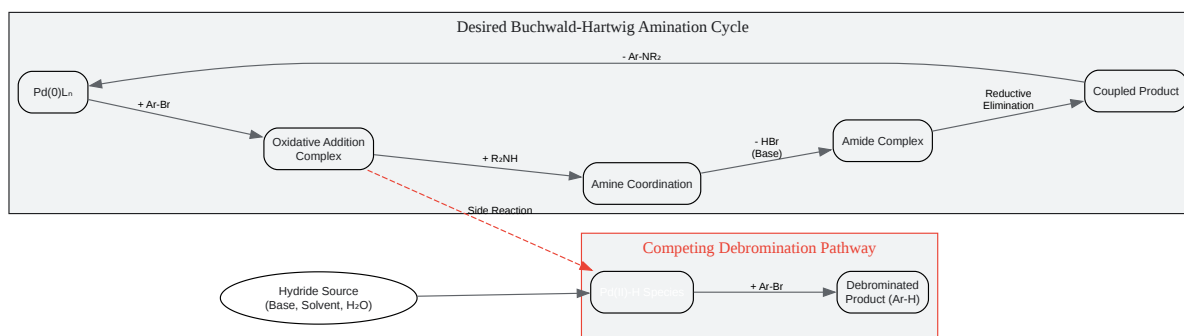 Desired Buchwald-Hartwig Amination Cycle
- Ar-NR₂
Pd(0)Lₙ
+ Ar-Br
Oxidative Addition
Complex
+ R₂NH
Amine Coordination
- HBr
(Base)
Amide Complex
Reductive
Elimination
Coupled Product
Side Reaction
Competing Debromination Pathway
Hydride Source
(Base, Solvent, H₂O)
Pd(II)-H Species
+ Ar-Br
Debrominated
Product (Ar-H)